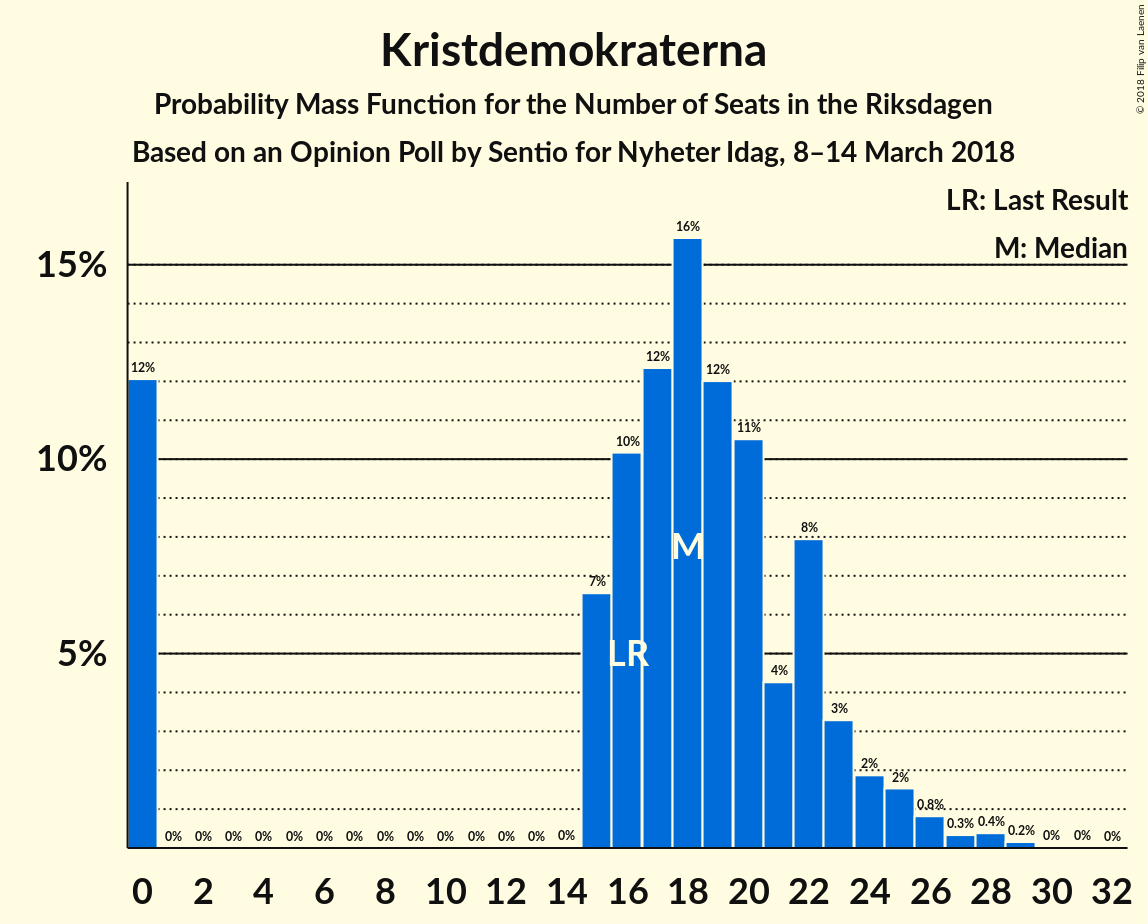 Kristdemokraterna
Probability Mass Function for the Number of Seats in the Riksdagen
Based on an Opinion Poll by Sentio for Nyheter Idag, 8–14 March 2018
© 2018 Filip van Laenen
LR: Last Result
M: Median
15%
10%
5%
12% 0% 0% 0% 0% 0% 0% 0% 0% 0% 0% 0% 0% 0% 0% 7% 10% 12% 16% 12% 11% 4% 8% 3% 2% 2% 0.8% 0.3% 0.4% 0.2% 0% 0% 0%
M
LR
0 2 4 6 8 10 12 14 16 18 20 22 24 26 28 30 32